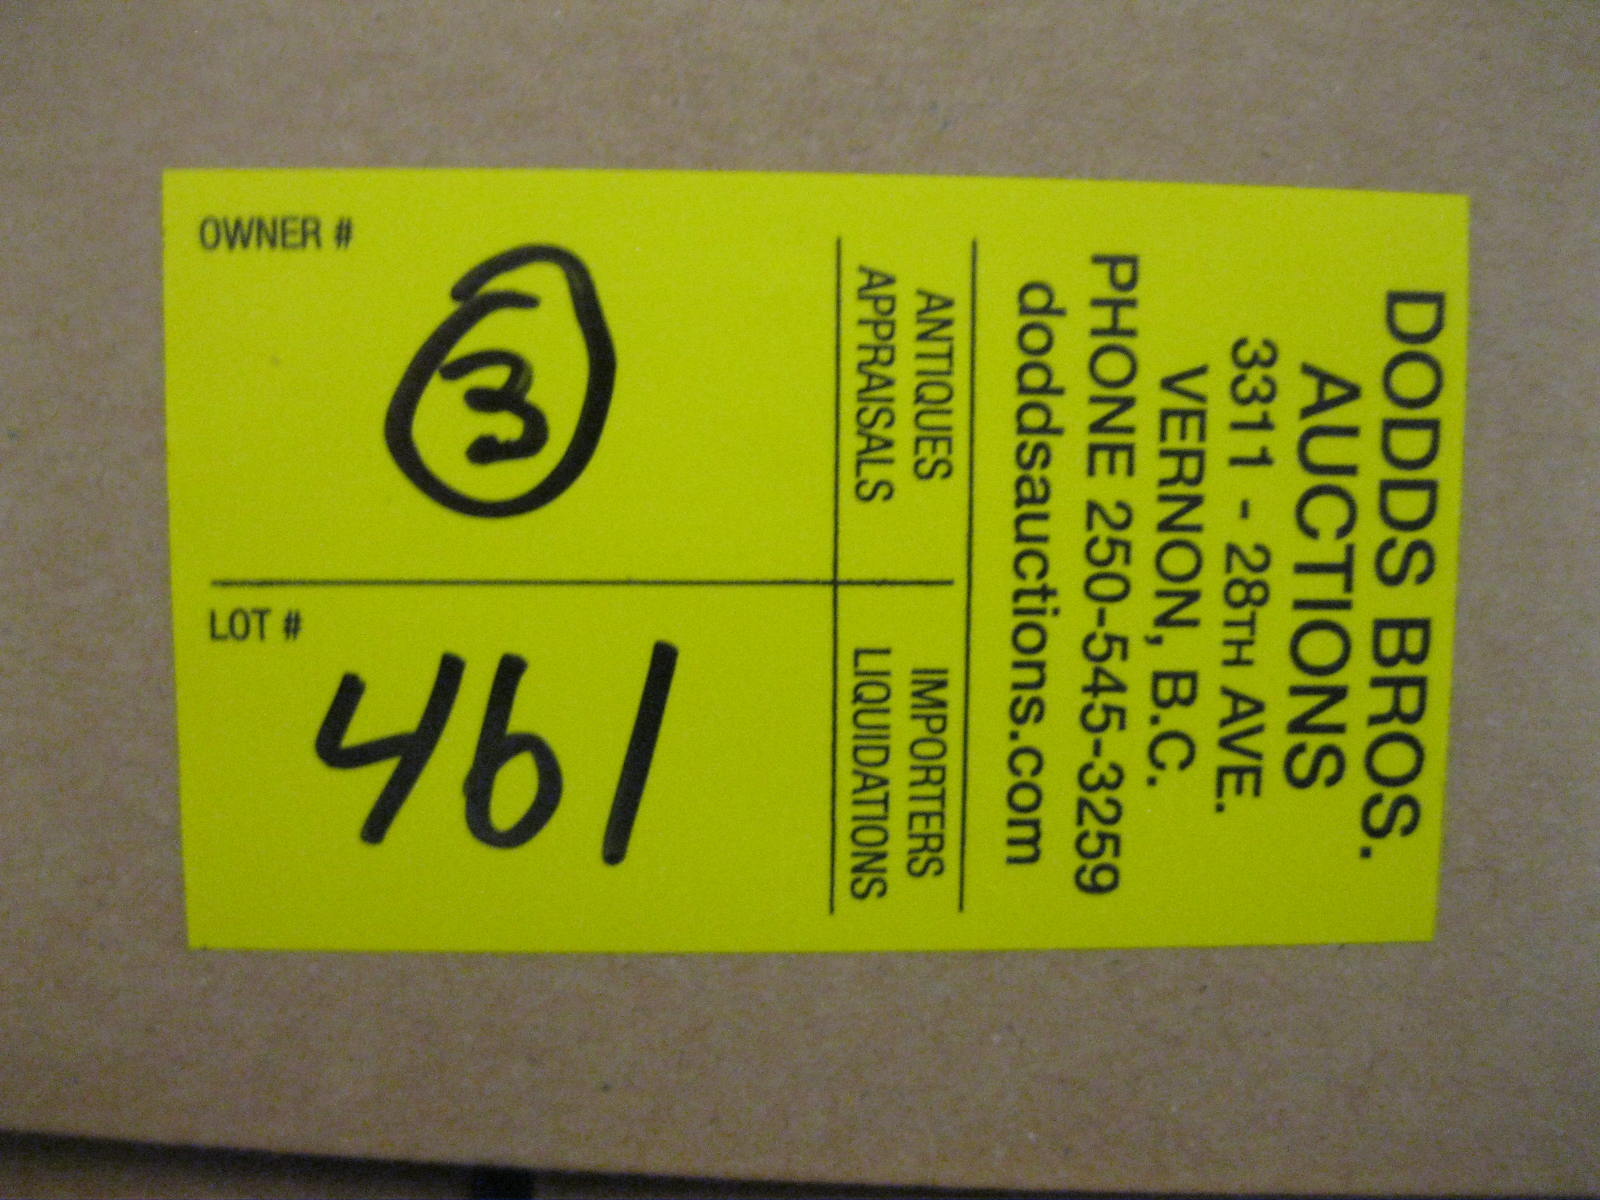 DODDS BROS.
AUCTIONS
3311 - 28TH AVE.
VERNON, B.C.
PHONE 250-545-3259
doddsauctions.com
ANTIQUES
APPRAISALS
IMPORTERS
LIQUIDATIONS
OWNER #
3
LOT #
461